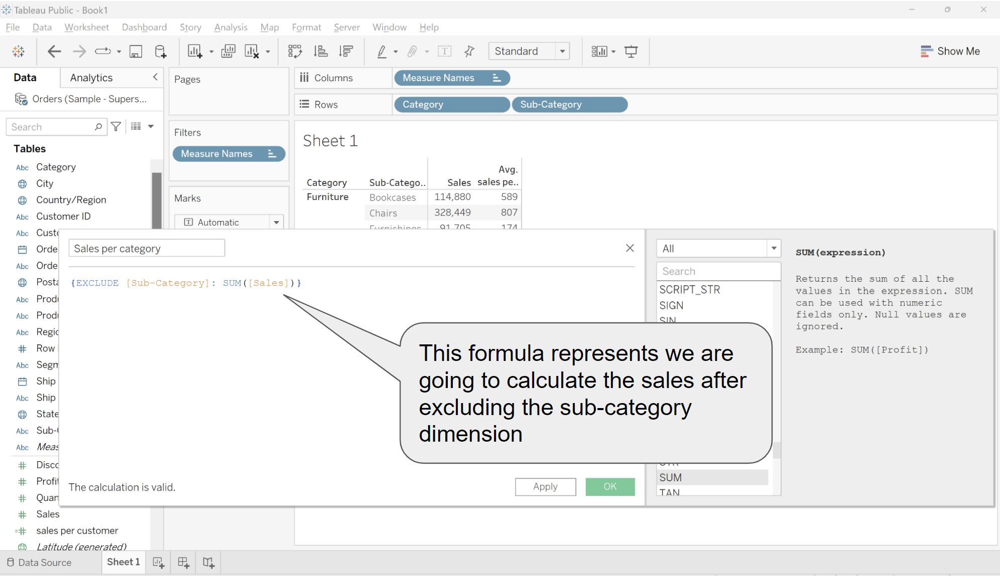 Tableau Public - Book1
File Data Worksheet Dashboard Story Analysis Map Format Server Window Help
Standard
Show Me
Data Analytics
Orders (Sample - Supers...
Search
Tables
Abc Category
City
Country/Region
Abc Customer ID
Abc Custo
Orde
Abc Orde
Posta
Abc Produ
Abc Produ
Abc Regio
Row
Abc Segm
Ship
Abc Ship
State
Abc Sub-
Abc Meas
Disco
Profit
Quan
Sales
sales per customer
Latitude (generated)
Pages
Filters
Measure Names
Marks
Automatic
Columns Measure Names
Rows Category Sub-Category
Sheet 1
Avg.
Category Sub-Catego.. Sales sales pe..
Furniture Bookcases 114,880 589
Chairs 328,449 807
Furnishings 91,705 174
Sales per category
{EXCLUDE [Sub-Category]: SUM([Sales])}
This formula represents we are
going to calculate the sales after
excluding the sub-category
dimension
The calculation is valid.
Apply OK
All
Search
SCRIPT_STR
SIGN
SIN
STR
SUM
TAN
SUM(expression)
Returns the sum of all the
values in the expression. SUM
can be used with numeric
fields only. Null values are
ignored.
Example: SUM([Profit])
Data Source Sheet 1